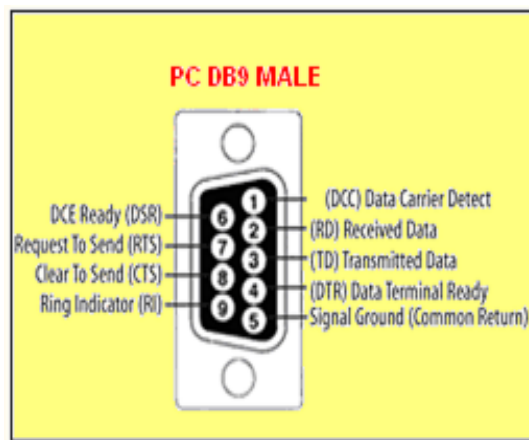 PC DB9 MALE
1
(DCC) Data Carrier Detect
DCE Ready (DSR)
6
2
(RD) Received Data
Request To Send (RTS)
7
3
(TD) Transmitted Data
Clear To Send (CTS)
8
4
(DTR) Data Terminal Ready
Ring Indicator (RI)
9
5
Signal Ground (Common Return)